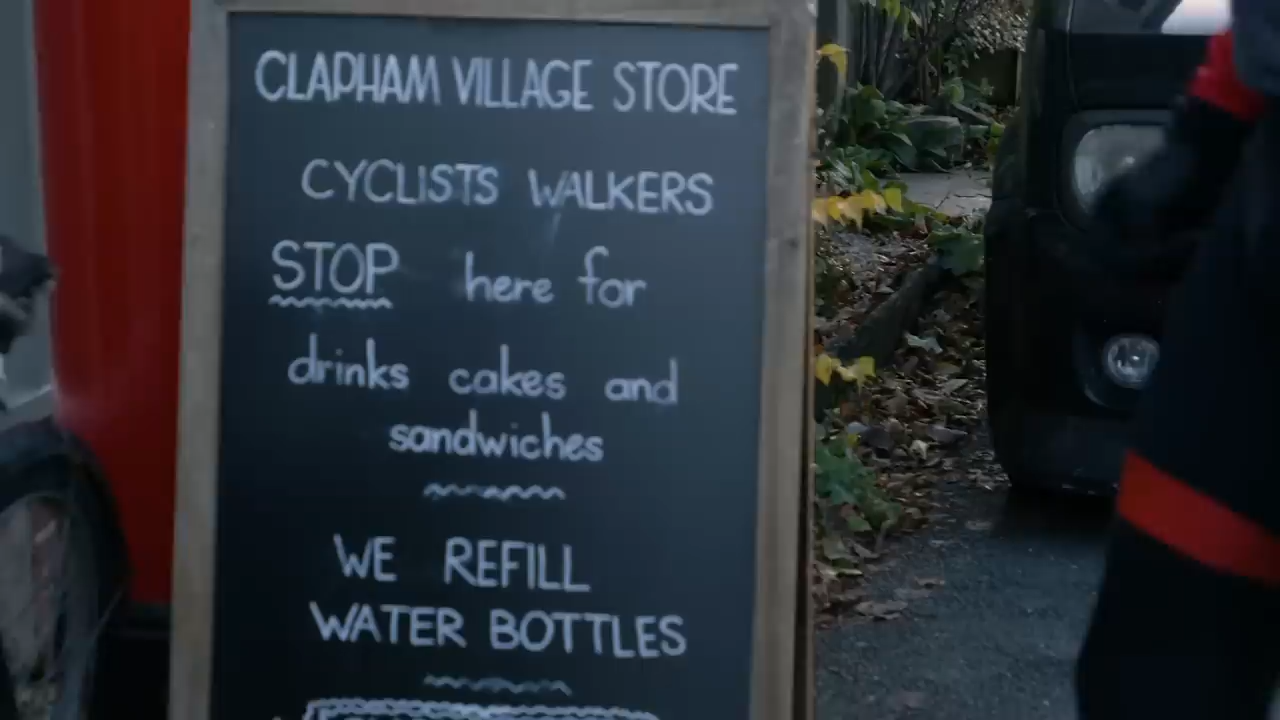 CLAPHAM VILLAGE STORE
CYCLISTS WALKERS
STOP here for
drinks cakes and
sandwiches
WE REFILL
WATER BOTTLES